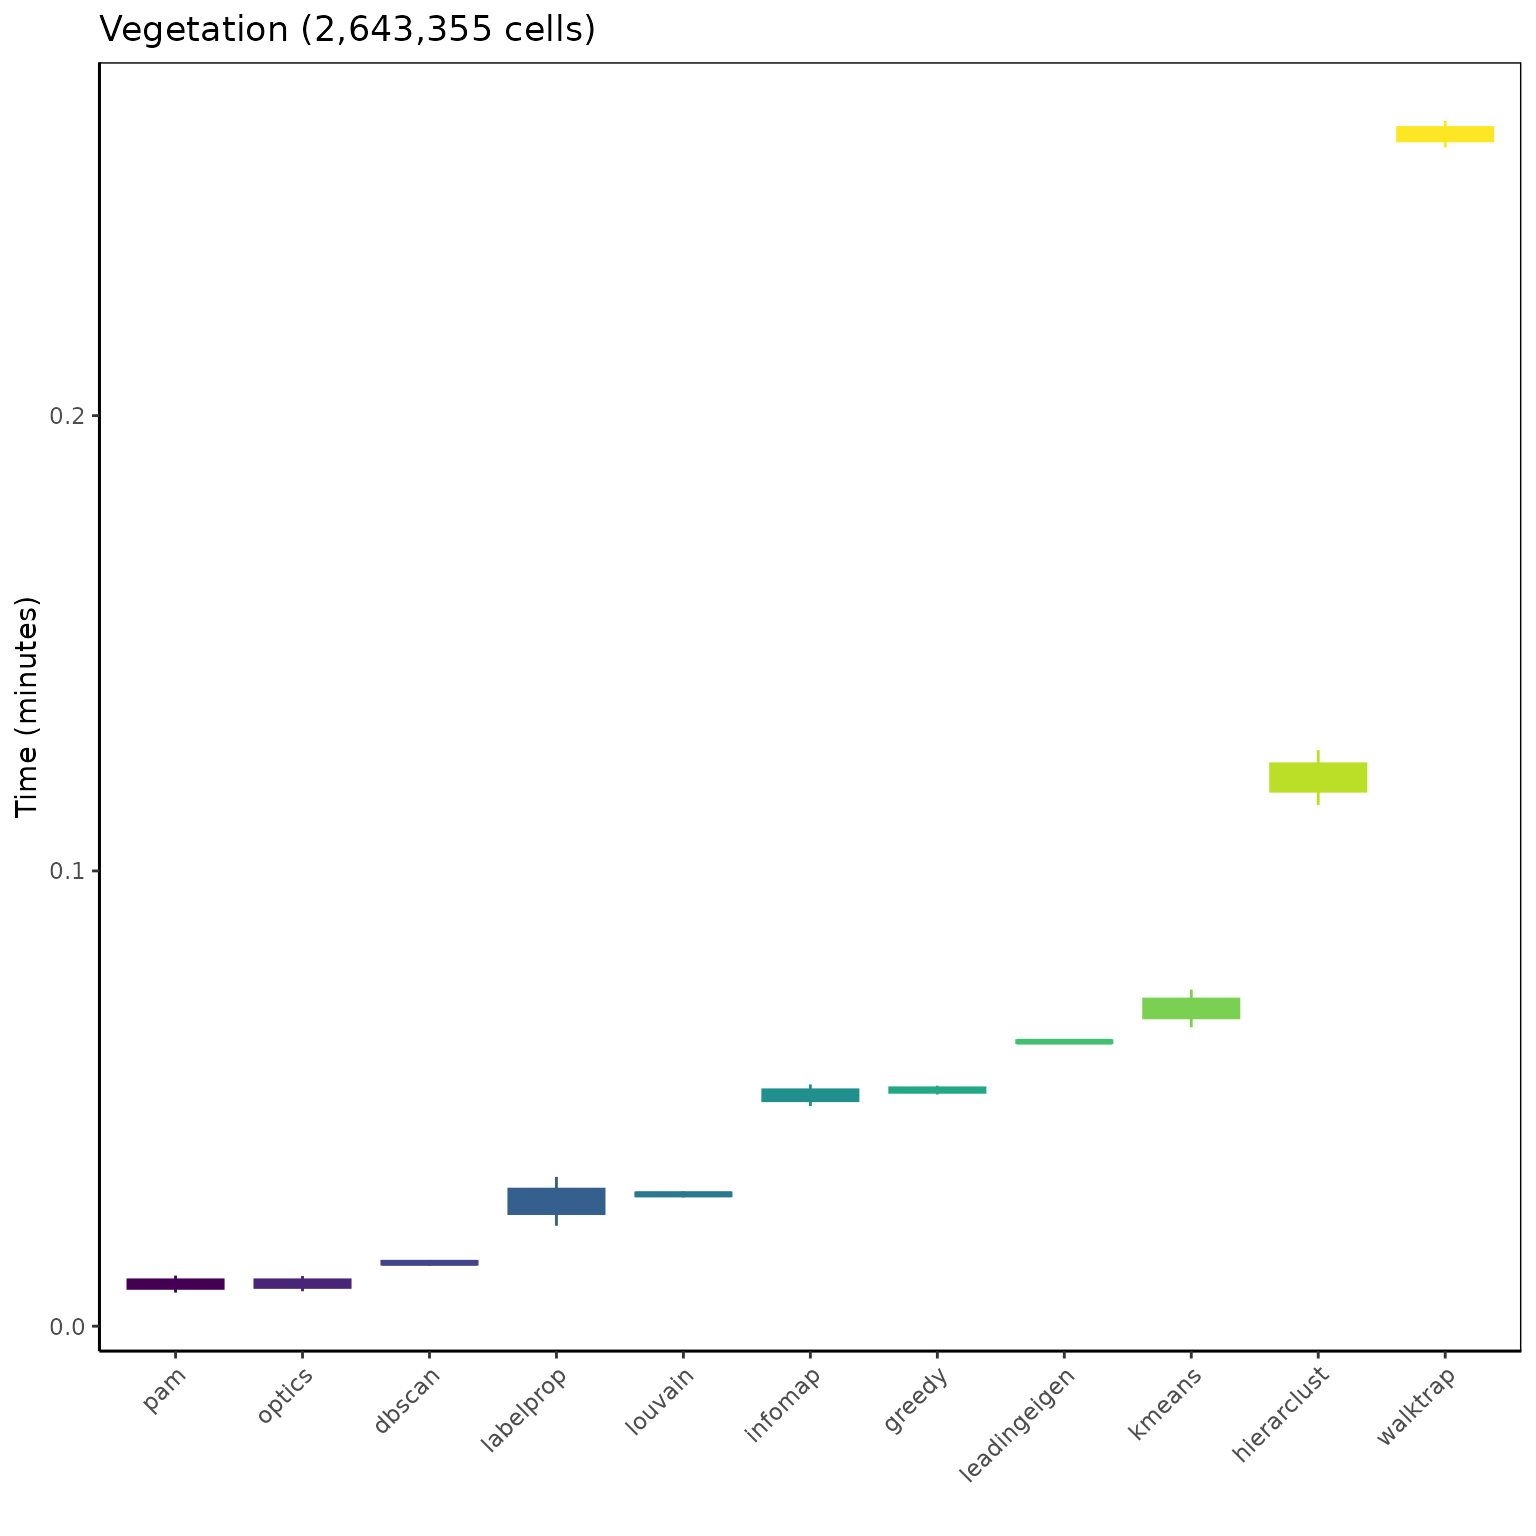 Vegetation (2,643,355 cells)
Time (minutes)
0.2
0.1
0.0
pam
optics
dbscan
labelprop
louvain
infomap
greedy
leadingeigen
kmeans
hierarclust
walktrap